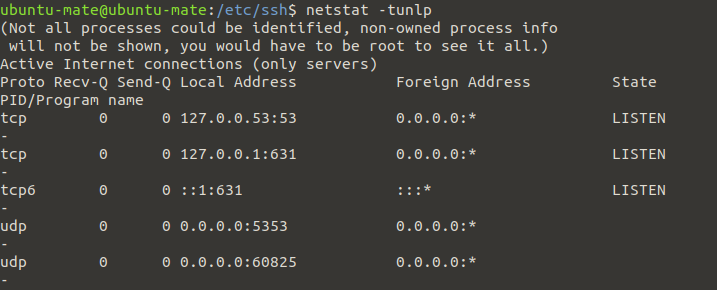 ubuntu-mate@ubuntu-mate:/etc/ssh$ netstat -tunlp
(Not all processes could be identified, non-owned process info
 will not be shown, you would have to be root to see it all.)
Active Internet connections (only servers)
Proto Recv-Q Send-Q Local Address           Foreign Address         State
PID/Program name
tcp        0      0 127.0.0.53:53           0.0.0.0:*               LISTEN
-
tcp        0      0 127.0.0.1:631           0.0.0.0:*               LISTEN
-
tcp6       0      0 ::1:631                 :::*                    LISTEN
-
udp        0      0 0.0.0.0:5353            0.0.0.0:*
-
udp        0      0 0.0.0.0:60825           0.0.0.0:*
-